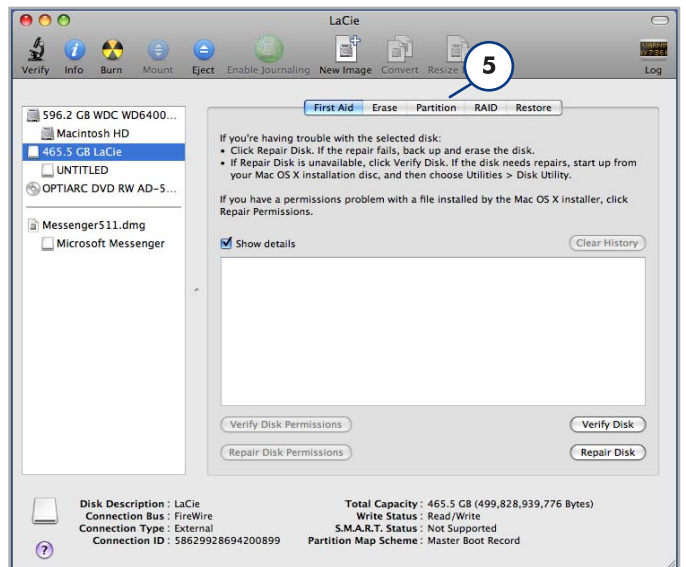 LaCie
Verify Info Burn Mount Eject Enable Journaling New Image Convert Resize Log
5
First Aid Erase Partition RAID Restore
596.2 GB WDC WD6400...
Macintosh HD
465.5 GB LaCie
UNTITLED
OPTIARC DVD RW AD-5...
Messenger511.dmg
Microsoft Messenger
If you're having trouble with the selected disk:
• Click Repair Disk. If the repair fails, back up and erase the disk.
• If Repair Disk is unavailable, click Verify Disk. If the disk needs repairs, start up from
your Mac OS X installation disc, and then choose Utilities > Disk Utility.
If you have a permissions problem with a file installed by the Mac OS X installer, click
Repair Permissions.
Show details
Clear History
Verify Disk Permissions Verify Disk
Repair Disk Permissions Repair Disk
Disk Description : LaCie
Connection Bus : FireWire
Connection Type : External
Connection ID : 58629928694200899
Total Capacity : 465.5 GB (499,828,939,776 Bytes)
Write Status : Read/Write
S.M.A.R.T. Status : Not Supported
Partition Map Scheme : Master Boot Record
?